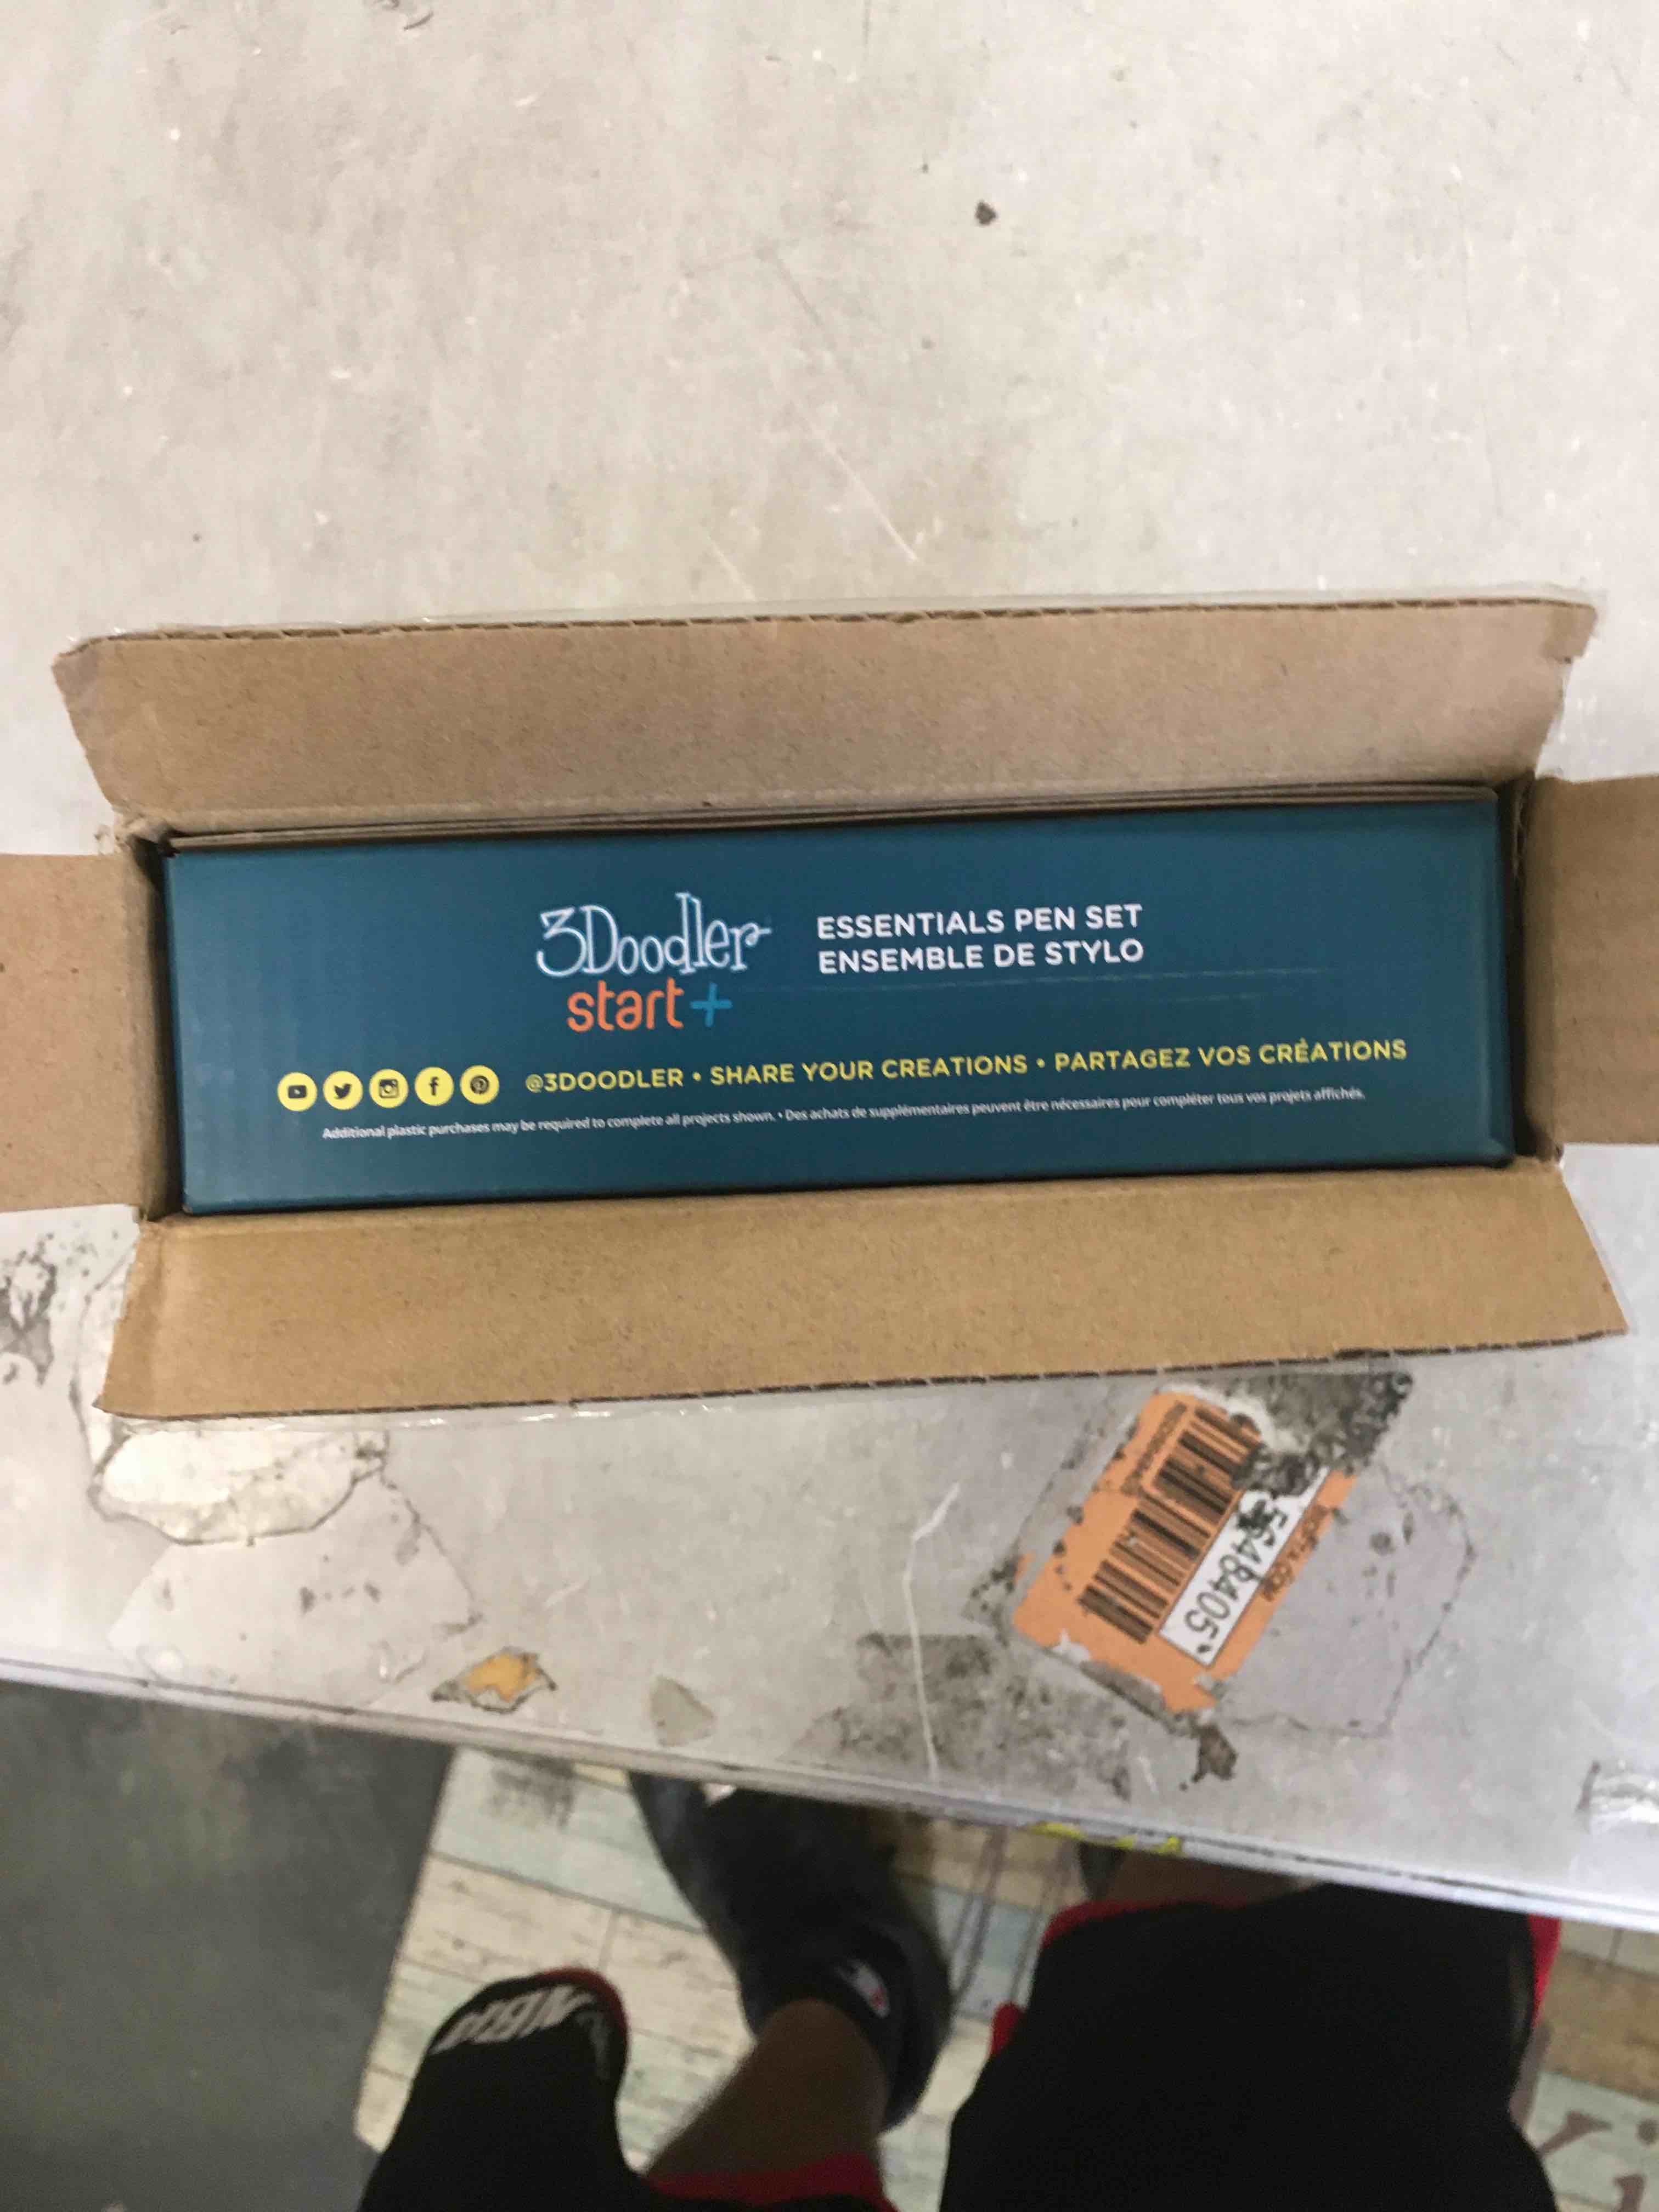 3Doodler
start+
ESSENTIALS PEN SET
ENSEMBLE DE STYLO
@3DOODLER • SHARE YOUR CREATIONS • PARTAGEZ VOS CRÉATIONS
Additional plastic purchases may be required to complete all projects shown. • Des achats de supplémentaires peuvent être nécessaires pour compléter tous vos projets affichés.
5648405